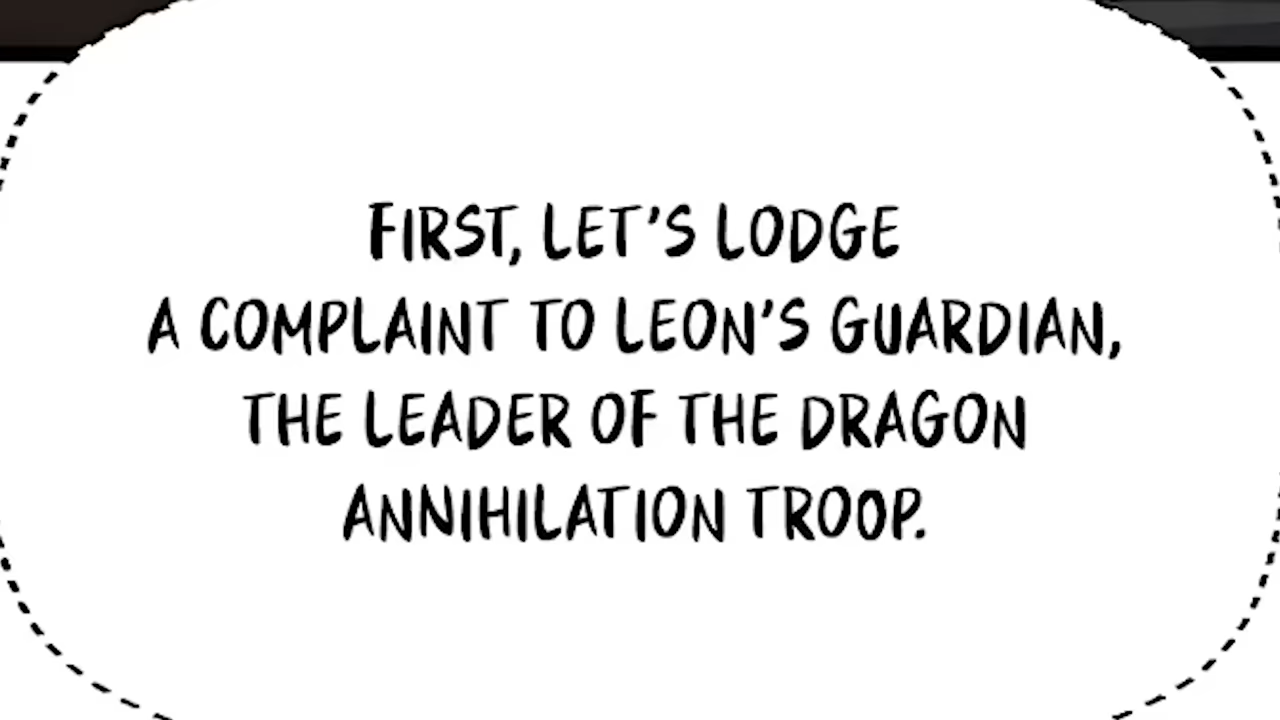 FIRST, LET'S LODGE
A COMPLAINT TO LEON'S GUARDIAN,
THE LEADER OF THE DRAGON
ANNIHILATION TROOP.